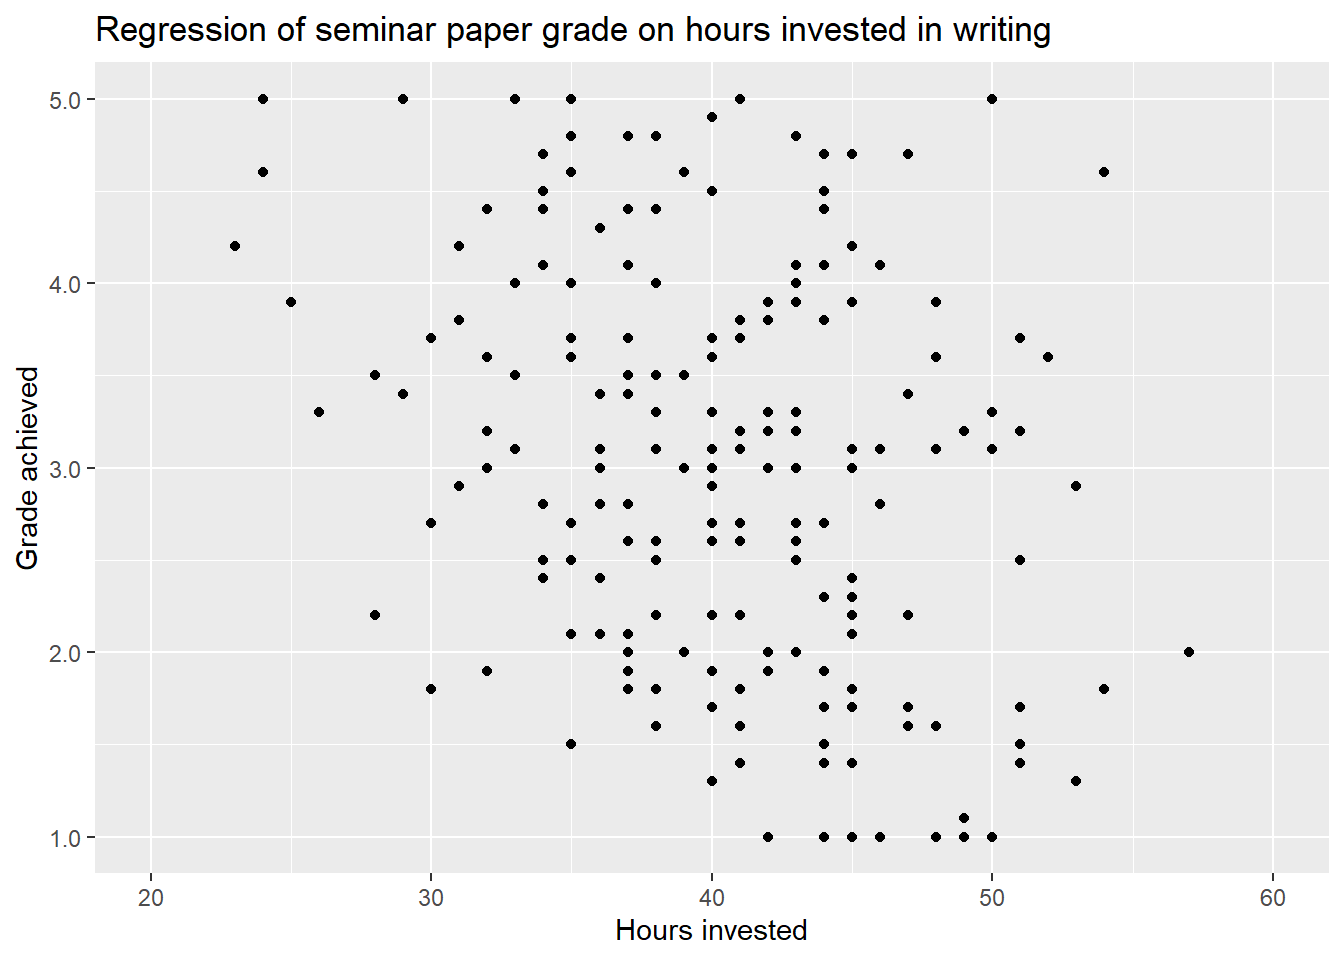 Regression of seminar paper grade on hours invested in writing
Grade achieved
5.0
4.0
3.0
2.0
1.0
20 30 40 50 60
Hours invested